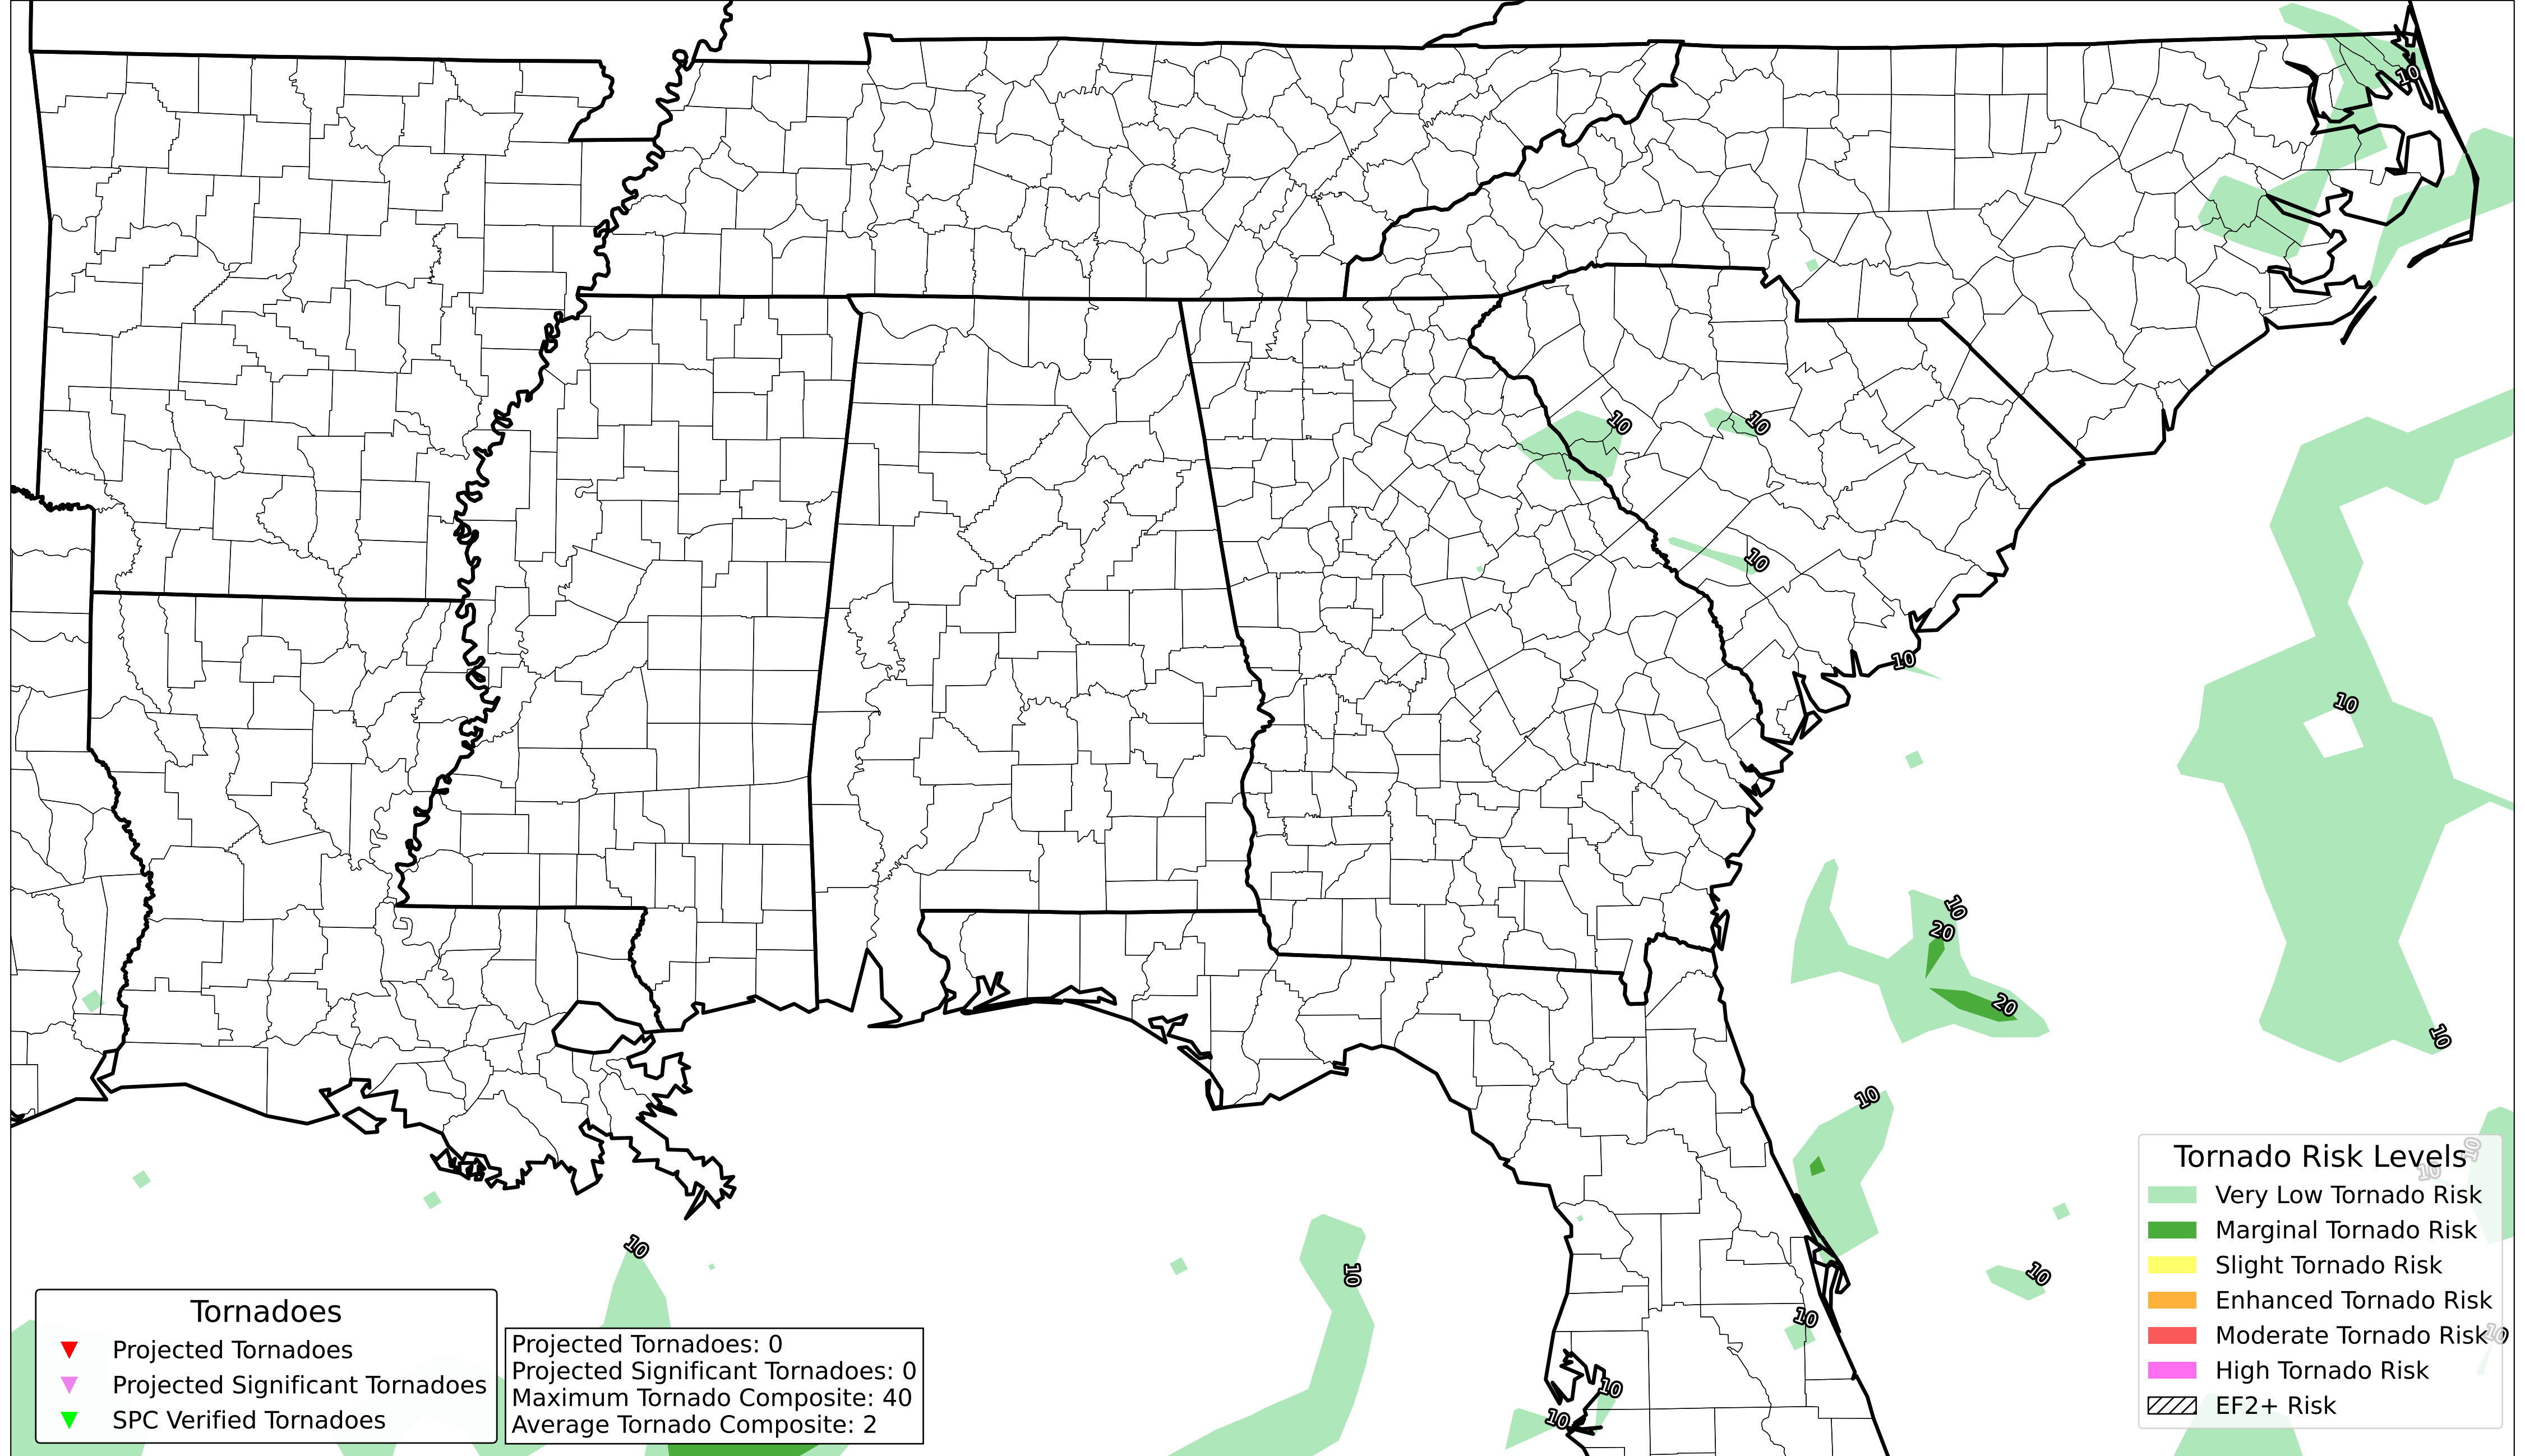 10
10
10
10
10
10
10
20
20
10
10
10
10
10
10
10
10
10
10
10
Tornado Risk Levels
Very Low Tornado Risk
Marginal Tornado Risk
Slight Tornado Risk
Enhanced Tornado Risk
Moderate Tornado Risk
High Tornado Risk
EF2+ Risk
Tornadoes
Projected Tornadoes
Projected Significant Tornadoes
SPC Verified Tornadoes
Projected Tornadoes: 0
Projected Significant Tornadoes: 0
Maximum Tornado Composite: 40
Average Tornado Composite: 2